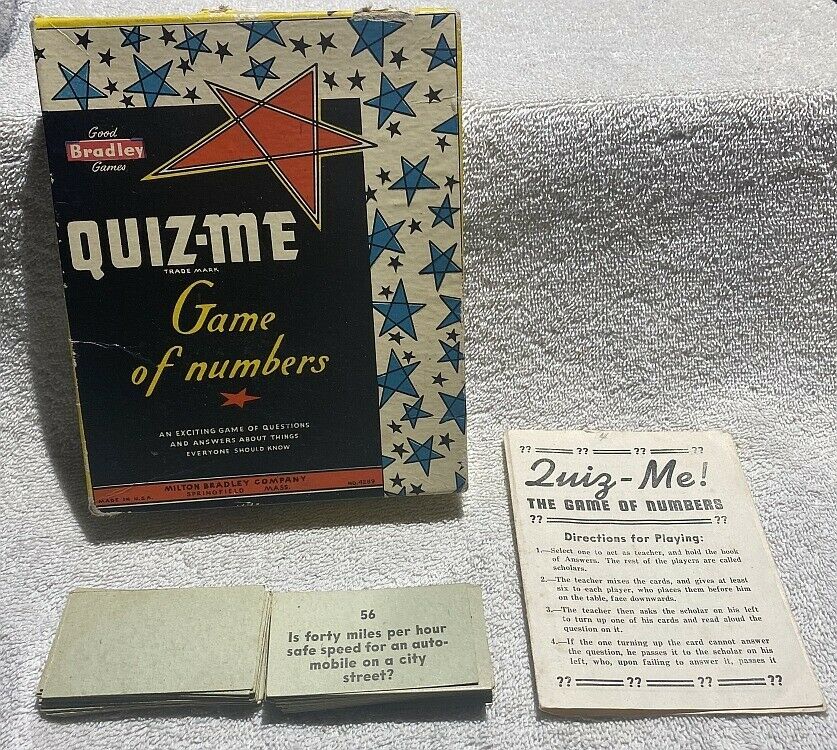 Good
Bradley
Games
QUIZ-ME
TRADE MARK
Game
of numbers
AN EXCITING GAME OF QUESTIONS
AND ANSWERS ABOUT THINGS
EVERYONE SHOULD KNOW
MILTON BRADLEY COMPANY
SPRINGFIELD MASS.
MADE IN U.S.A.
NO. 4289
56
Is forty miles per hour
safe speed for an auto-
mobile on a city
street?
?? ?? ?? ??
Quiz-Me!
THE GAME OF NUMBERS
?? ??
Directions for Playing:
1.—Select one to act as teacher, and hold the book
of Answers. The rest of the players are called
scholars.
2.—The teacher mixes the cards, and gives at least
six to each player, who places them before him
on the table, face downwards.
3.—The teacher then asks the scholar on his left
to turn up one of his cards and read aloud the
question on it.
4.—If the one turning up the card cannot answer
the question, he passes it to the scholar on his
left, who, upon failing to answer it, passes it
?? ?? ?? ??